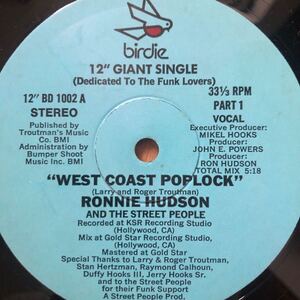 birdie
12" GIANT SINGLE
(Dedicated To The Funk Lovers)
12" BD 1002 A
33⅓ RPM
STEREO
PART 1
VOCAL
Published by
Troutman's Music
Co. BMI
Administration by
Bumper Shoot
Music Inc. BMI
Executive Producer:
MIKEL HOOKS
Producer:
JOHN E. POWERS
Producer:
RON HUDSON
TOTAL MIX 5:18
"WEST COAST POPLOCK"
(Larry and Roger Troutman)
RONNIE HUDSON
AND THE STREET PEOPLE
Recorded at KSR Recording Studio
(Hollywood, CA)
Mix at Gold Star Recording Studio,
(Hollywood, CA)
Mastered at Gold Star
Special Thanks to Larry & Roger Troutman,
Stan Hertzman, Raymond Calhoun,
Duffy Hooks III, Jerry Hooks Sr.
and to the Street People
for their Funk Support
A Street People Prod.